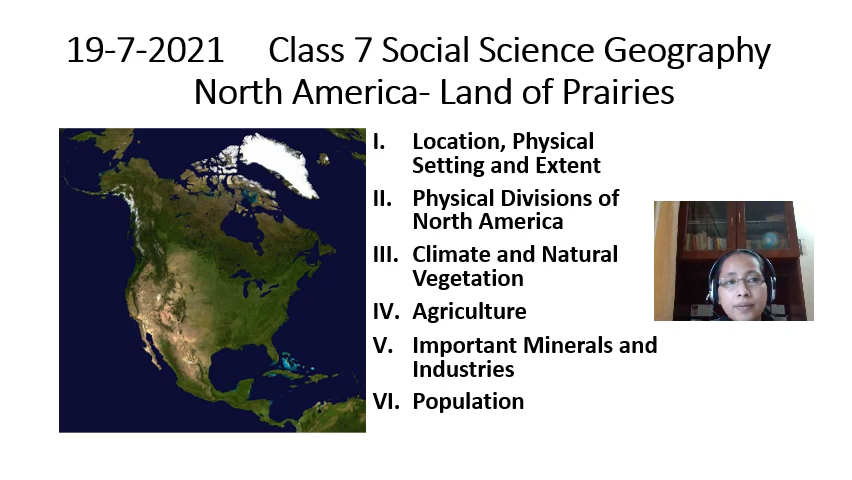 19-7-2021 Class 7 Social Science Geography
North America- Land of Prairies
I. Location, Physical
Setting and Extent
II. Physical Divisions of
North America
III. Climate and Natural
Vegetation
IV. Agriculture
V. Important Minerals and
Industries
VI. Population